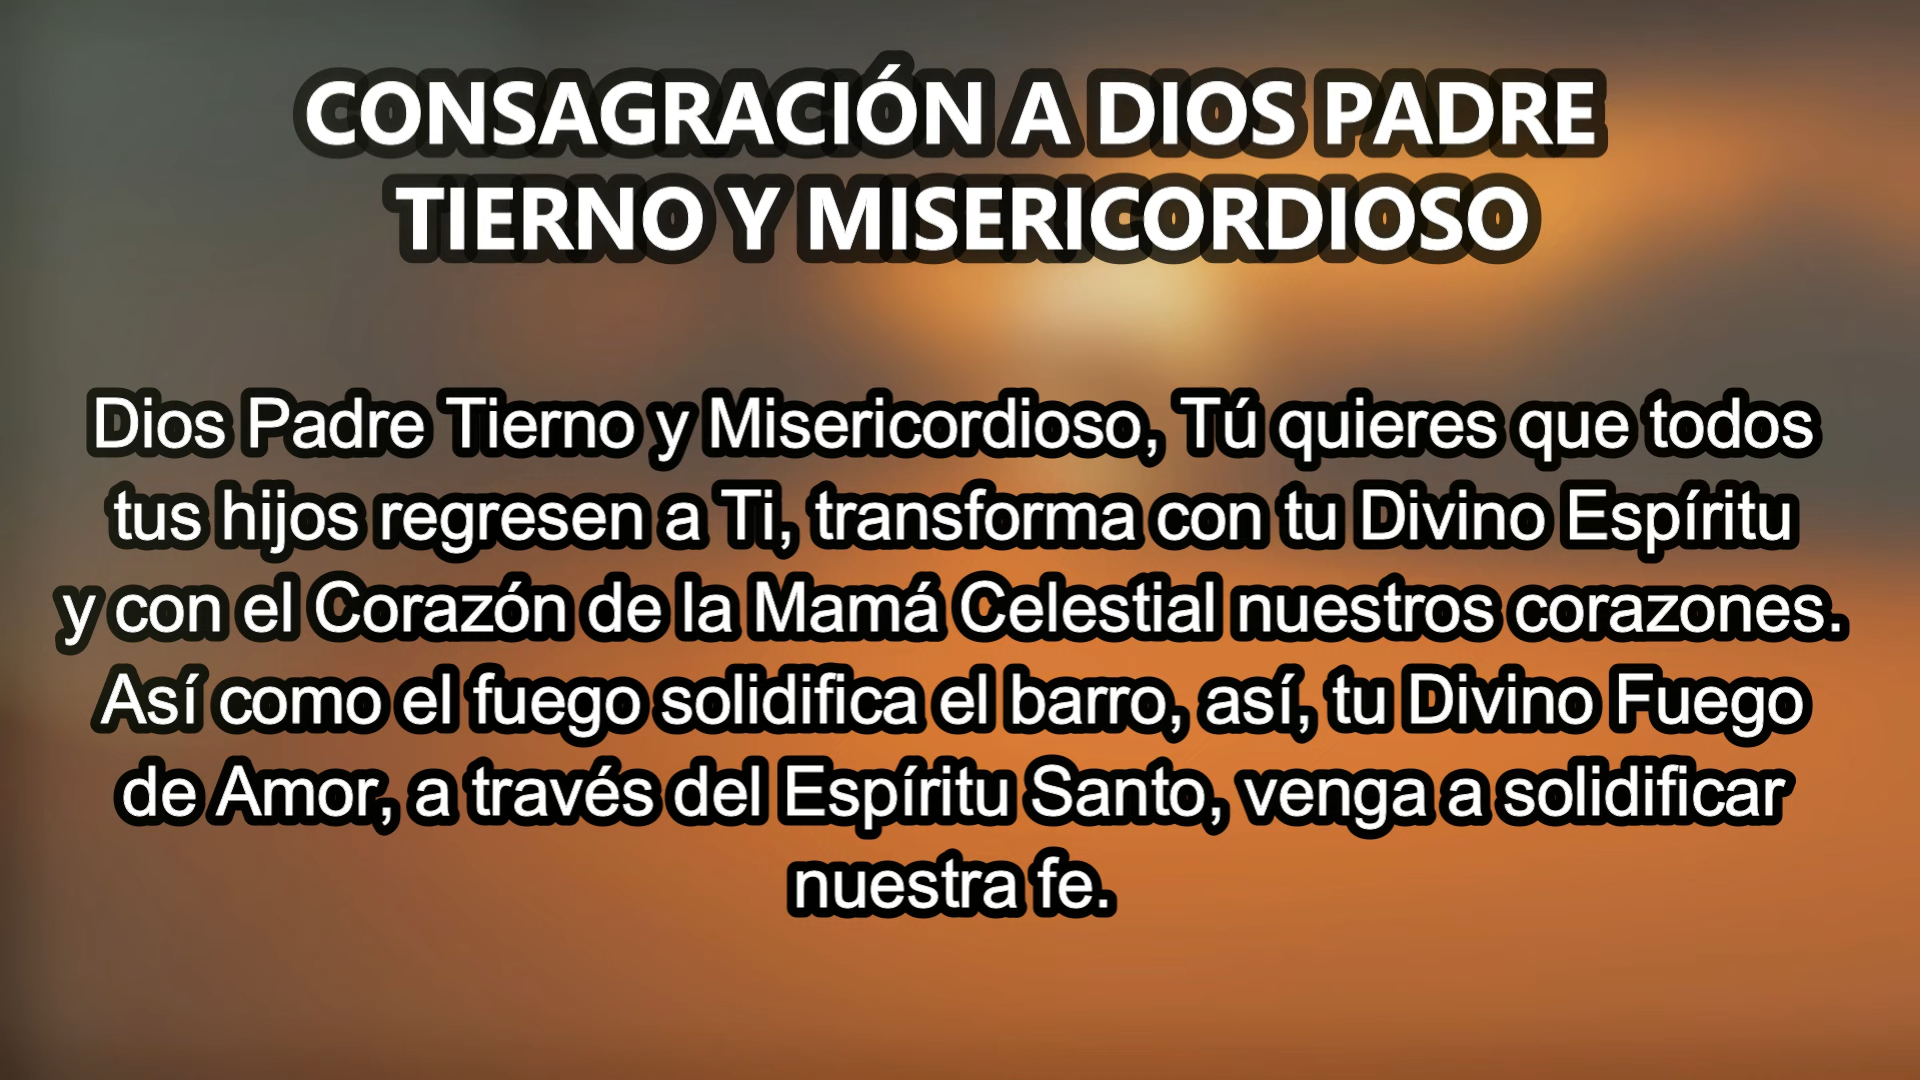 CONSAGRACIÓN A DIOS PADRE
TIERNO Y MISERICORDIOSO
Dios Padre Tierno y Misericordioso, Tú quieres que todos
tus hijos regresen a Ti, transforma con tu Divino Espíritu
y con el Corazón de la Mamá Celestial nuestros corazones.
Así como el fuego solidifica el barro, así, tu Divino Fuego
de Amor, a través del Espíritu Santo, venga a solidificar
nuestra fe.